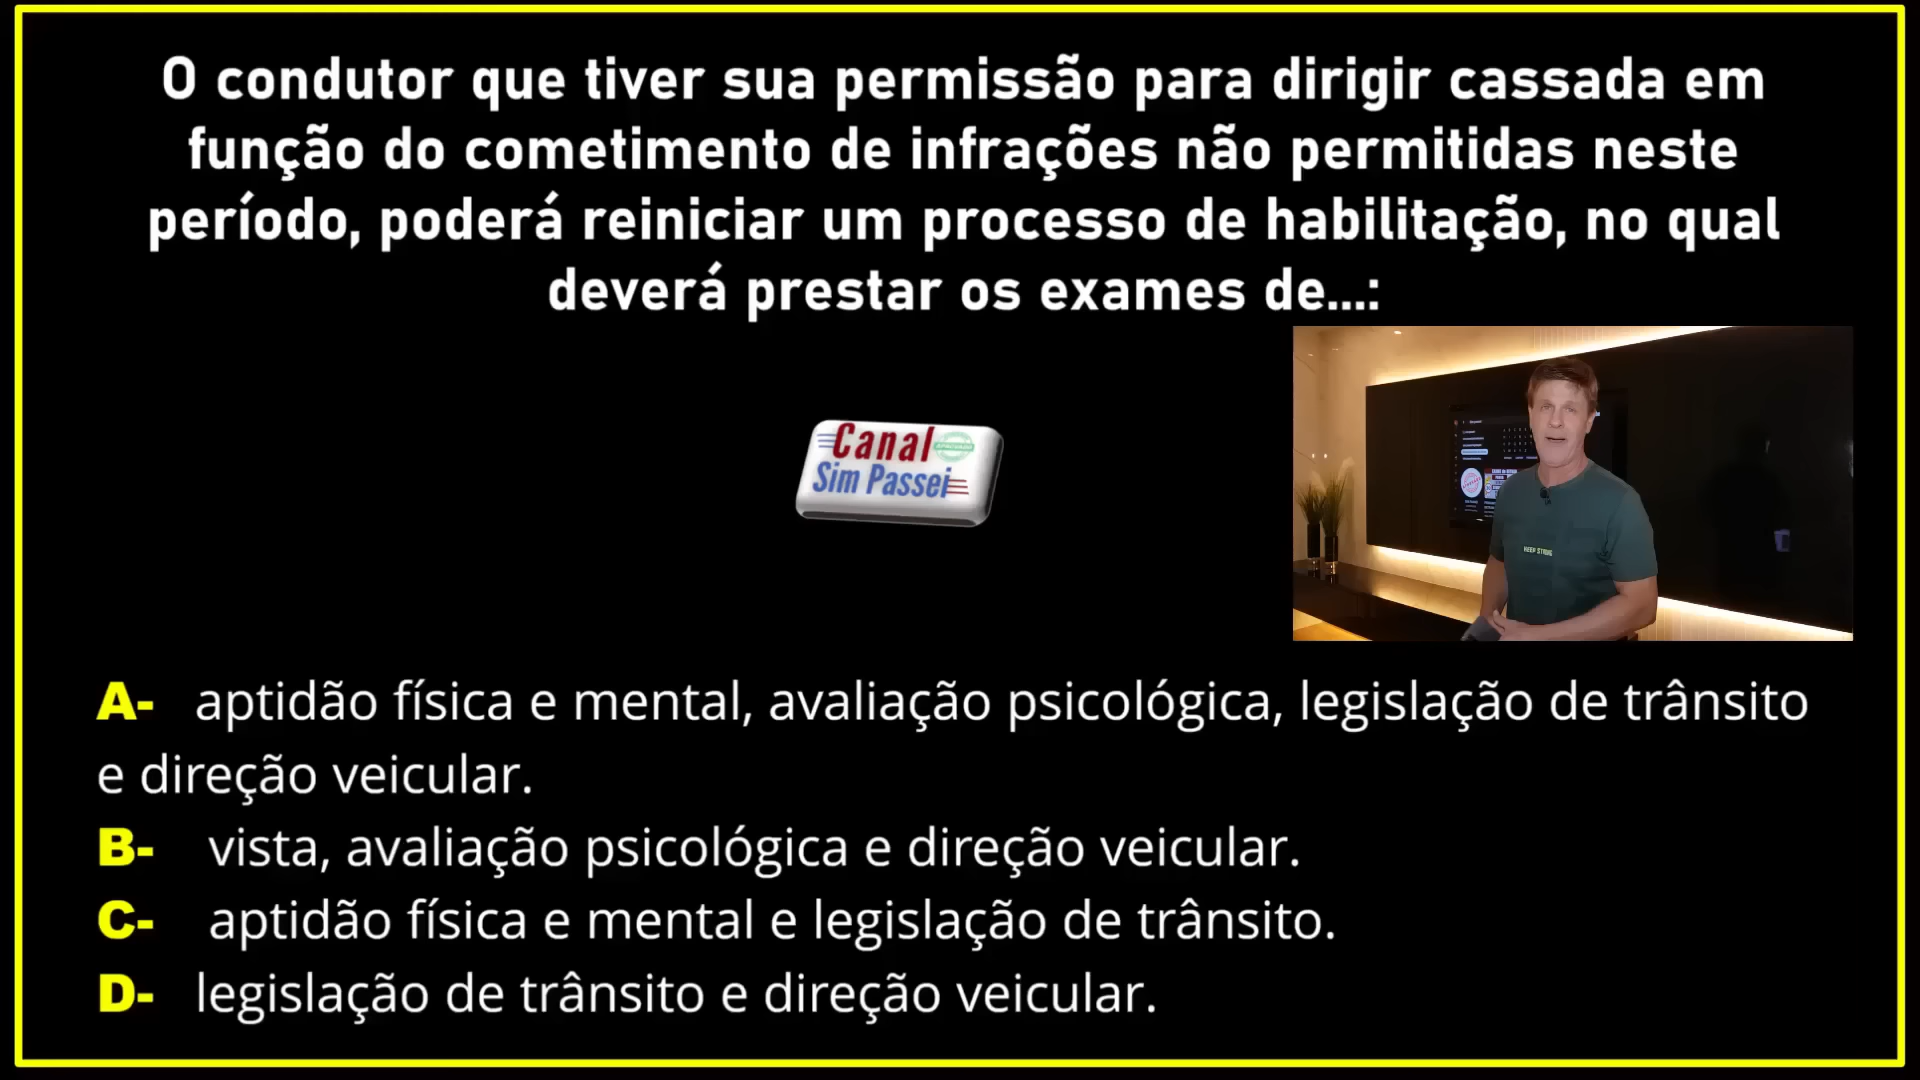 O condutor que tiver sua permissão para dirigir cassada em
função do cometimento de infrações não permitidas neste
período, poderá reiniciar um processo de habilitação, no qual
deverá prestar os exames de...:
Canal
Sim Passei
KEEP STRONG
A- aptidão física e mental, avaliação psicológica, legislação de trânsito
e direção veicular.
B- vista, avaliação psicológica e direção veicular.
C- aptidão física e mental e legislação de trânsito.
D- legislação de trânsito e direção veicular.